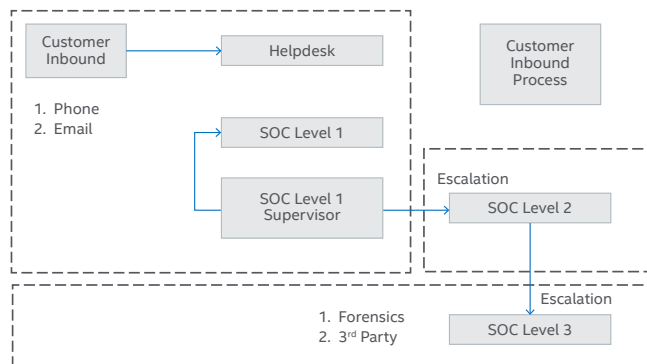 Customer
Inbound
Helpdesk
Customer
Inbound
Process
1. Phone
2. Email
SOC Level 1
SOC Level 1
Supervisor
Escalation
SOC Level 2
Escalation
1. Forensics
2. 3rd Party
SOC Level 3